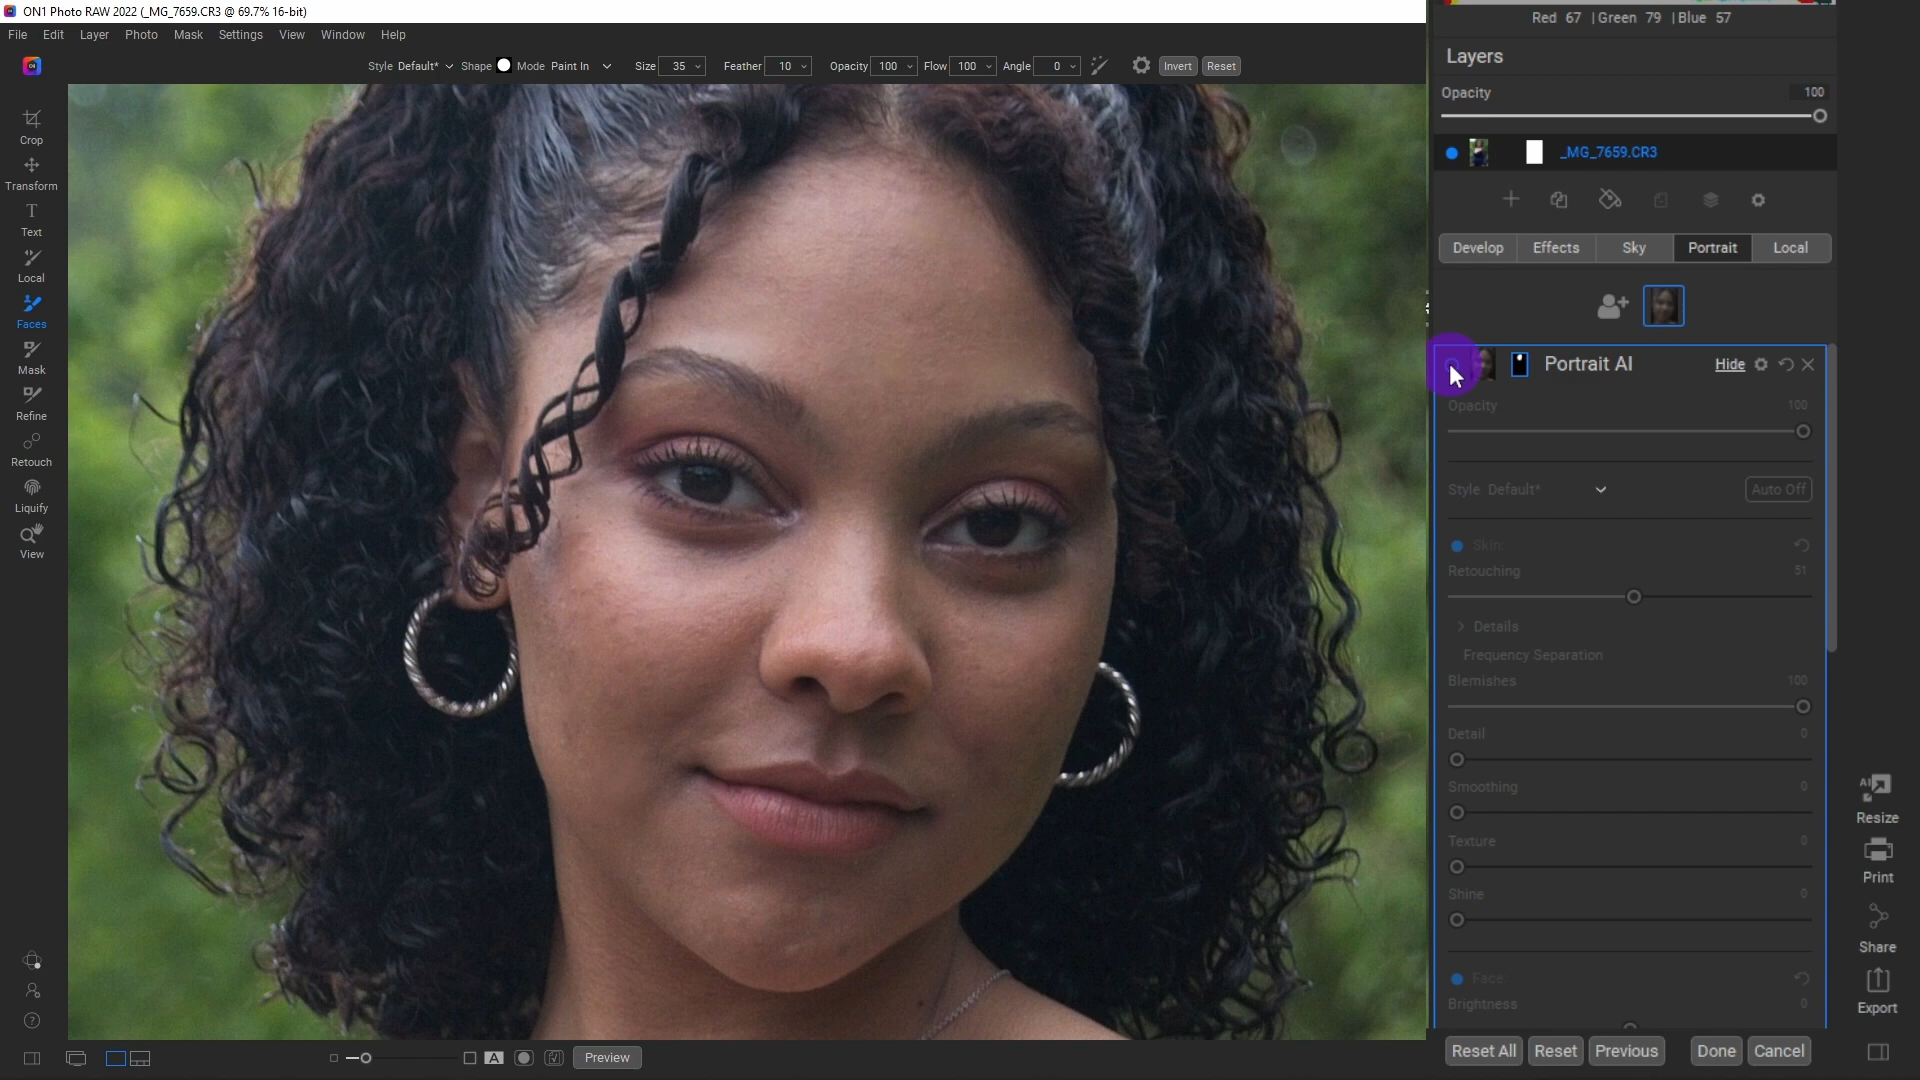 ON1 Photo RAW 2022 (_MG_7659.CR3 @ 69.7% 16-bit)
File Edit Layer Photo Mask Settings View Window Help
Style Default* Shape Mode Paint In Size 35 Feather 10 Opacity 100 Flow 100 Angle 0 Invert Reset
Crop
Transform
Text
Local
Faces
Mask
Refine
Retouch
Liquify
View
A Preview
Red 67 | Green 79 | Blue 57
Layers
Opacity 100
_MG_7659.CR3
Develop Effects Sky Portrait Local
Portrait AI Hide
Opacity 100
Style Default* Auto Off
Skin
Retouching 51
Details
Frequency Separation
Blemishes 100
Detail 0
Smoothing 0
Texture 0
Shine 0
Face
Brightness 0
Reset All Reset Previous Done Cancel
AI
Resize
Print
Share
Export